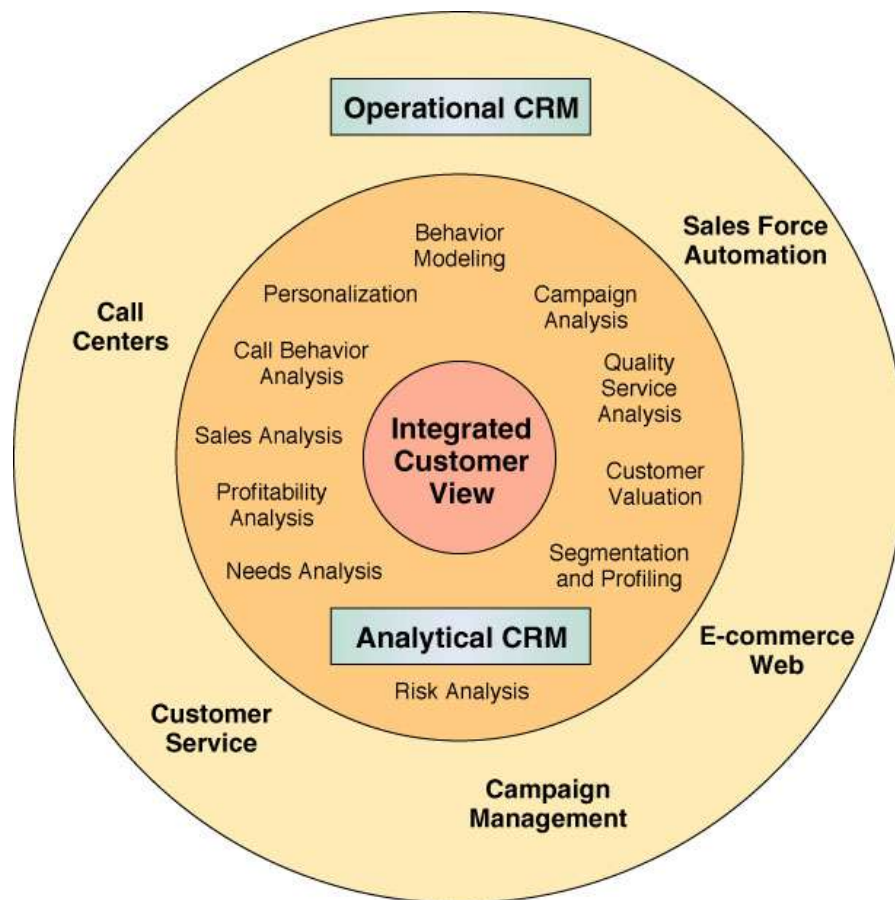 Operational CRM
Sales Force
Automation
Call
Centers
Behavior
Modeling
Personalization
Campaign
Analysis
Call Behavior
Analysis
Quality
Service
Analysis
Sales Analysis
Integrated
Customer
View
Customer
Valuation
Profitability
Analysis
Needs Analysis
Segmentation
and Profiling
Analytical CRM
Risk Analysis
E-commerce
Web
Customer
Service
Campaign
Management